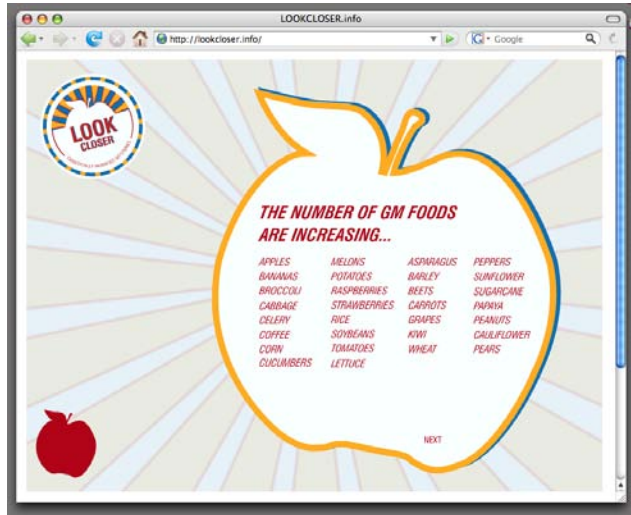 LOOKCLOSER.info
http://lookcloser.info/
Google
LOOK
CLOSER
THE NUMBER OF GM FOODS
ARE INCREASING...
APPLES MELONS ASPARAGUS PEPPERS
BANANAS POTATOES BARLEY SUNFLOWER
BROCCOLI RASPBERRIES BEETS SUGARCANE
CABBAGE STRAWBERRIES CARROTS PAPAYA
CELERY RICE GRAPES PEANUTS
COFFEE SOYBEANS KIWI CAULIFLOWER
CORN TOMATOES WHEAT PEARS
CUCUMBERS LETTUCE
NEXT